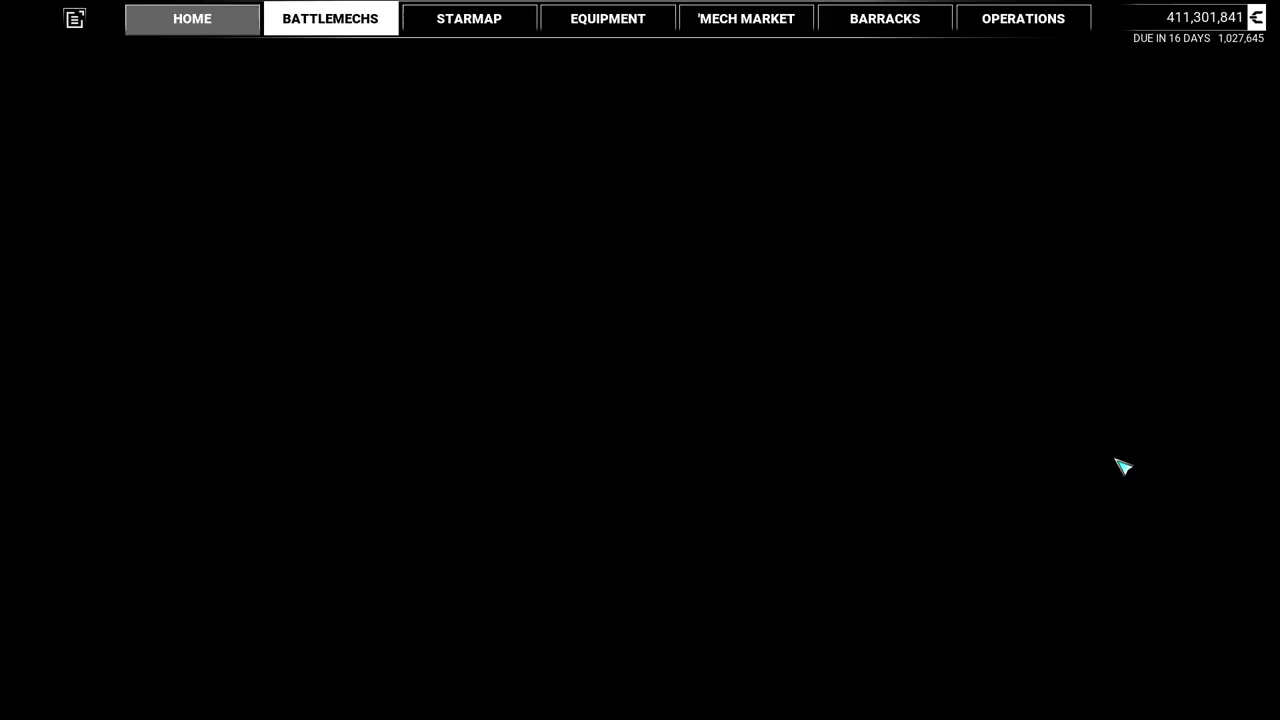 HOME BATTLEMECHS STARMAP EQUIPMENT 'MECH MARKET BARRACKS OPERATIONS 411,301,841
DUE IN 16 DAYS 1,027,645